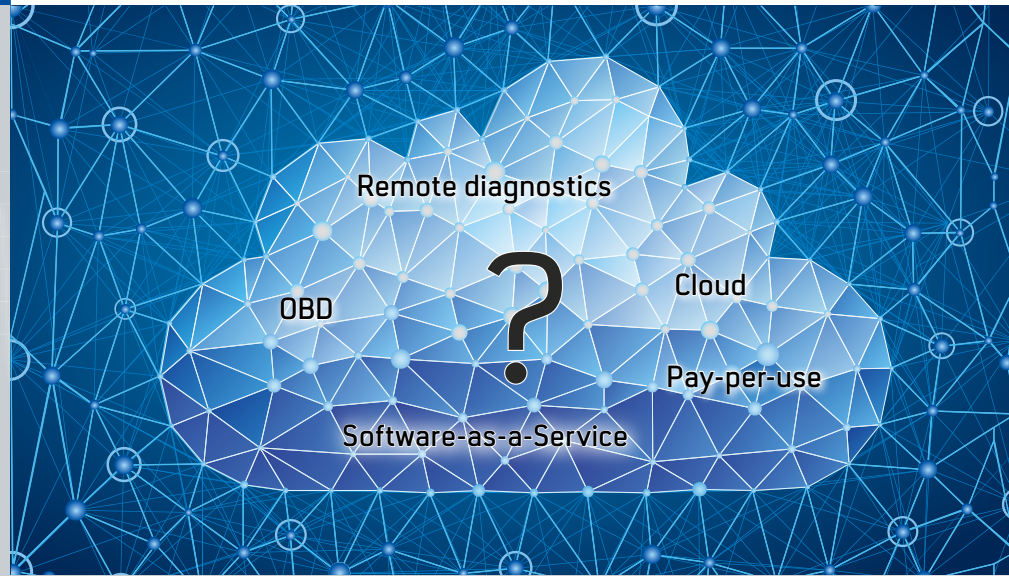 Remote diagnostics
?
OBD
Cloud
Pay-per-use
Software-as-a-Service